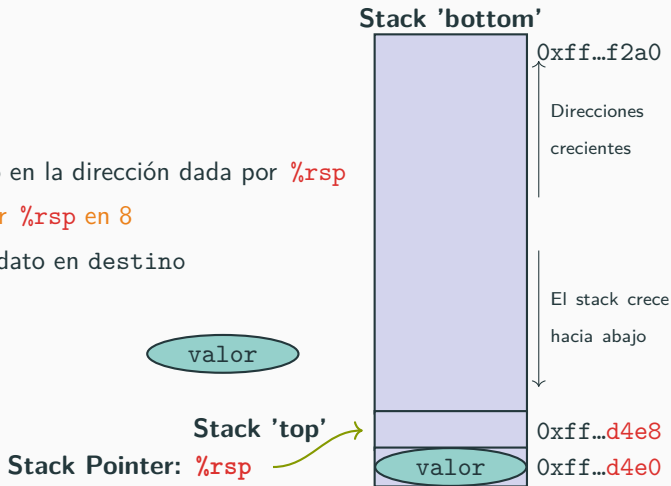 Stack 'bottom'
0xff…f2a0
Direcciones
crecientes
en la dirección dada por %rsp
%rsp en 8
dato en destino
El stack crece
hacia abajo
valor
Stack 'top'
0xff…d4e8
Stack Pointer: %rsp
valor
0xff…d4e0